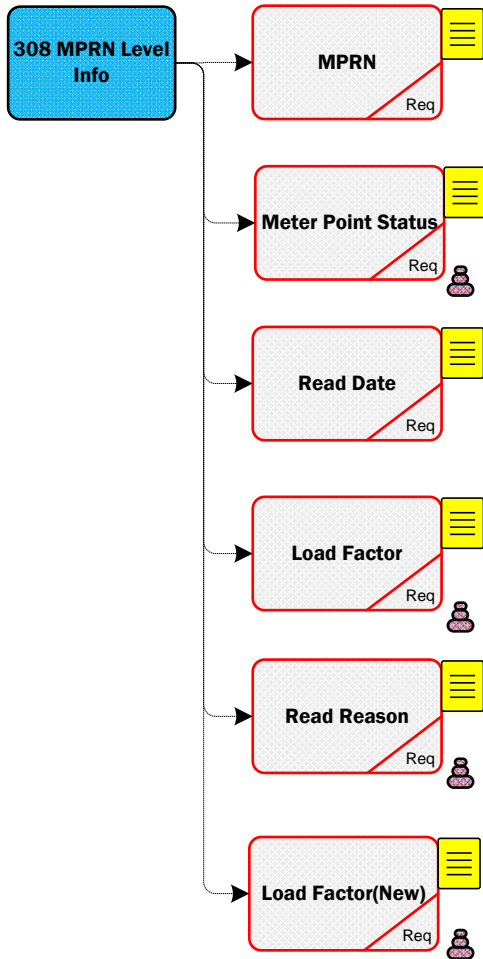 308 MPRN Level
Info
MPRN
Req
Meter Point Status
Req
Read Date
Req
Load Factor
Req
Read Reason
Req
Load Factor(New)
Req